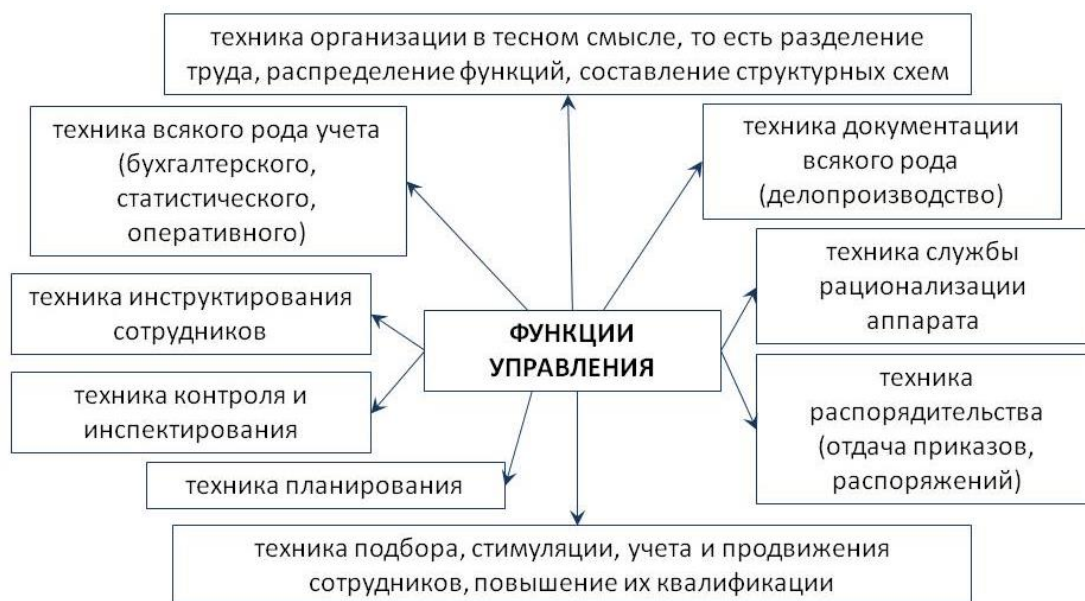 техника организации в тесном смысле, то есть разделение
труда, распределение функций, составление структурных схем
техника всякого рода учета
(бухгалтерского,
статистического,
оперативного)
техника документации
всякого рода
(делопроизводство)
техника службы
рационализации
аппарата
техника инструктирования
сотрудников
ФУНКЦИИ
УПРАВЛЕНИЯ
техника контроля и
инспектирования
техника
распорядительства
(отдача приказов,
распоряжений)
техника планирования
техника подбора, стимуляции, учета и продвижения
сотрудников, повышение их квалификации